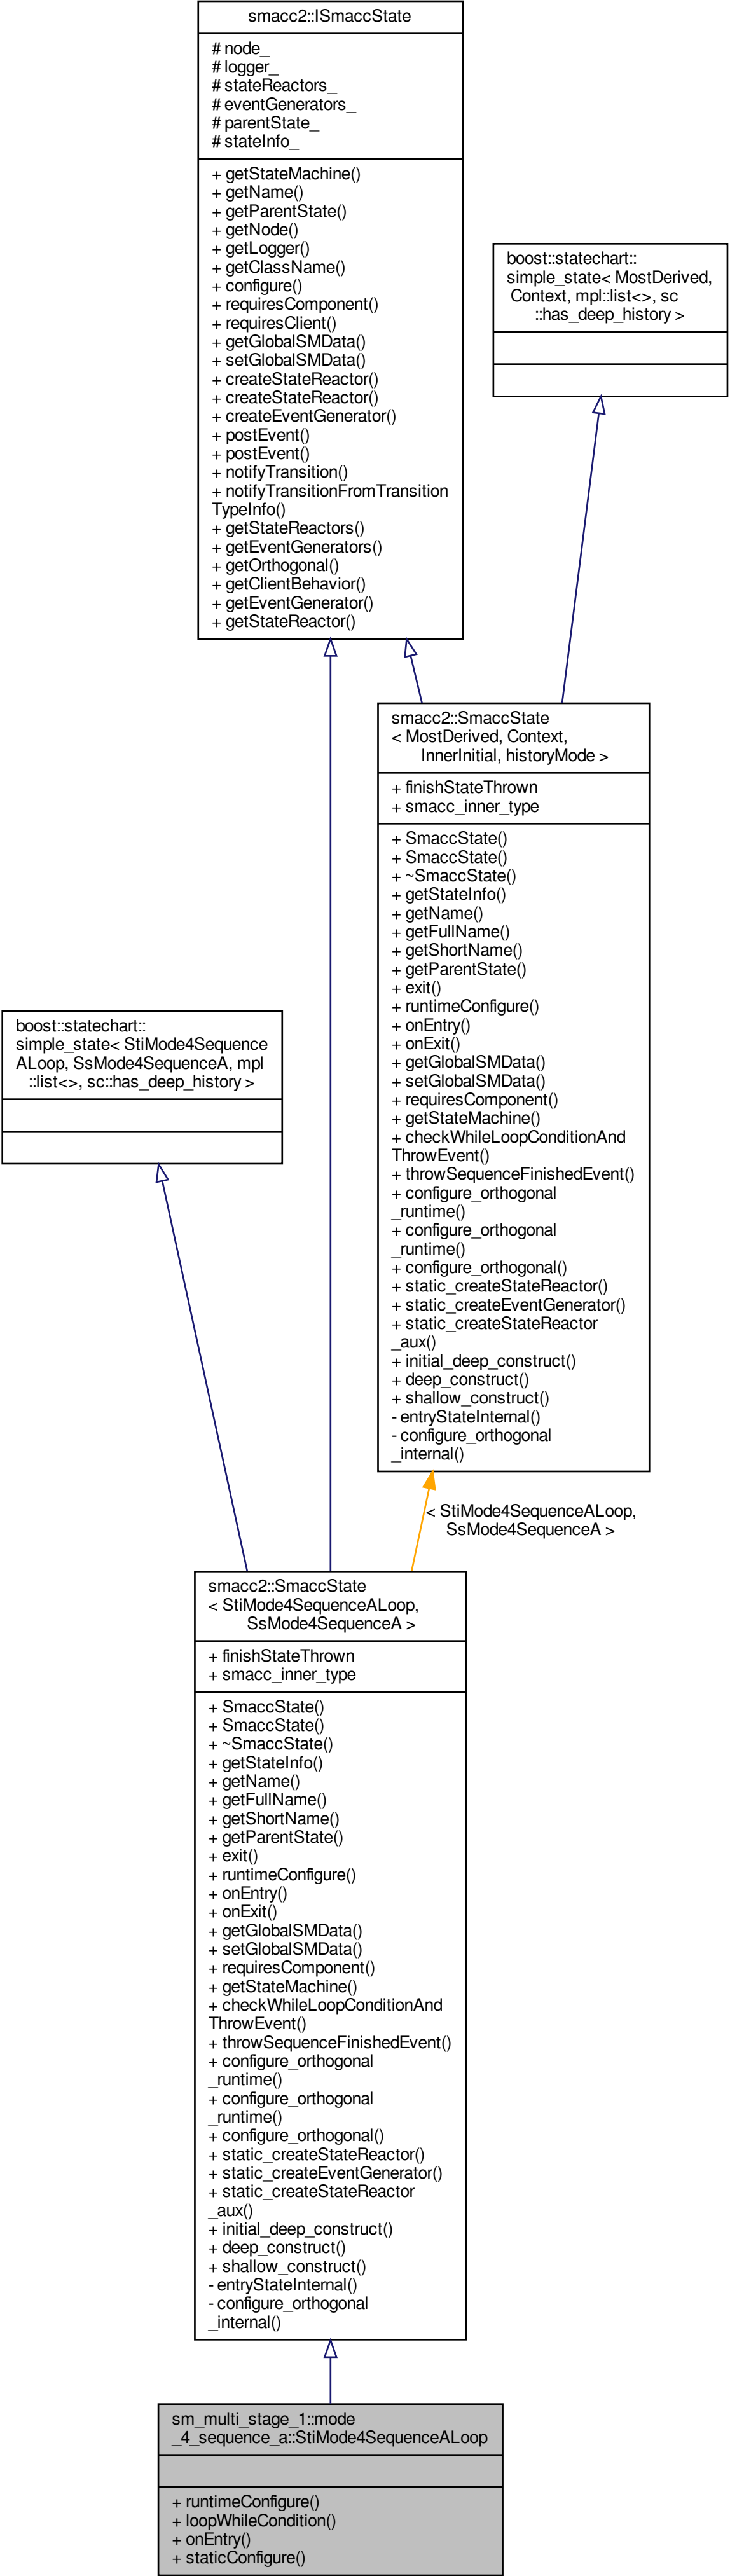 smacc2::ISmaccState
# node_
# logger_
# stateReactors_
# eventGenerators_
# parentState_
# stateInfo_
+ getStateMachine()
+ getName()
+ getParentState()
+ getNode()
+ getLogger()
+ getClassName()
+ configure()
+ requiresComponent()
+ requiresClient()
+ getGlobalSMData()
+ setGlobalSMData()
+ createStateReactor()
+ createStateReactor()
+ createEventGenerator()
+ postEvent()
+ postEvent()
+ notifyTransition()
+ notifyTransitionFromTransition
TypeInfo()
+ getStateReactors()
+ getEventGenerators()
+ getOrthogonal()
+ getClientBehavior()
+ getEventGenerator()
+ getStateReactor()
boost::statechart::
simple_state< MostDerived,
Context, mpl::list<>, sc
::has_deep_history >
smacc2::SmaccState
< MostDerived, Context,
InnerInitial, historyMode >
+ finishStateThrown
+ smacc_inner_type
+ SmaccState()
+ SmaccState()
+ ~SmaccState()
+ getStateInfo()
+ getName()
+ getFullName()
+ getShortName()
+ getParentState()
+ exit()
+ runtimeConfigure()
+ onEntry()
+ onExit()
+ getGlobalSMData()
+ setGlobalSMData()
+ requiresComponent()
+ getStateMachine()
+ checkWhileLoopConditionAnd
ThrowEvent()
+ throwSequenceFinishedEvent()
+ configure_orthogonal
_runtime()
+ configure_orthogonal
_runtime()
+ configure_orthogonal()
+ static_createStateReactor()
+ static_createEventGenerator()
+ static_createStateReactor
_aux()
+ initial_deep_construct()
+ deep_construct()
+ shallow_construct()
- entryStateInternal()
- configure_orthogonal
_internal()
boost::statechart::
simple_state< StiMode4Sequence
ALoop, SsMode4SequenceA, mpl
::list<>, sc::has_deep_history >
< StiMode4SequenceALoop,
SsMode4SequenceA >
smacc2::SmaccState
< StiMode4SequenceALoop,
SsMode4SequenceA >
+ finishStateThrown
+ smacc_inner_type
+ SmaccState()
+ SmaccState()
+ ~SmaccState()
+ getStateInfo()
+ getName()
+ getFullName()
+ getShortName()
+ getParentState()
+ exit()
+ runtimeConfigure()
+ onEntry()
+ onExit()
+ getGlobalSMData()
+ setGlobalSMData()
+ requiresComponent()
+ getStateMachine()
+ checkWhileLoopConditionAnd
ThrowEvent()
+ throwSequenceFinishedEvent()
+ configure_orthogonal
_runtime()
+ configure_orthogonal
_runtime()
+ configure_orthogonal()
+ static_createStateReactor()
+ static_createEventGenerator()
+ static_createStateReactor
_aux()
+ initial_deep_construct()
+ deep_construct()
+ shallow_construct()
- entryStateInternal()
- configure_orthogonal
_internal()
sm_multi_stage_1::mode
_4_sequence_a::StiMode4SequenceALoop
+ runtimeConfigure()
+ loopWhileCondition()
+ onEntry()
+ staticConfigure()